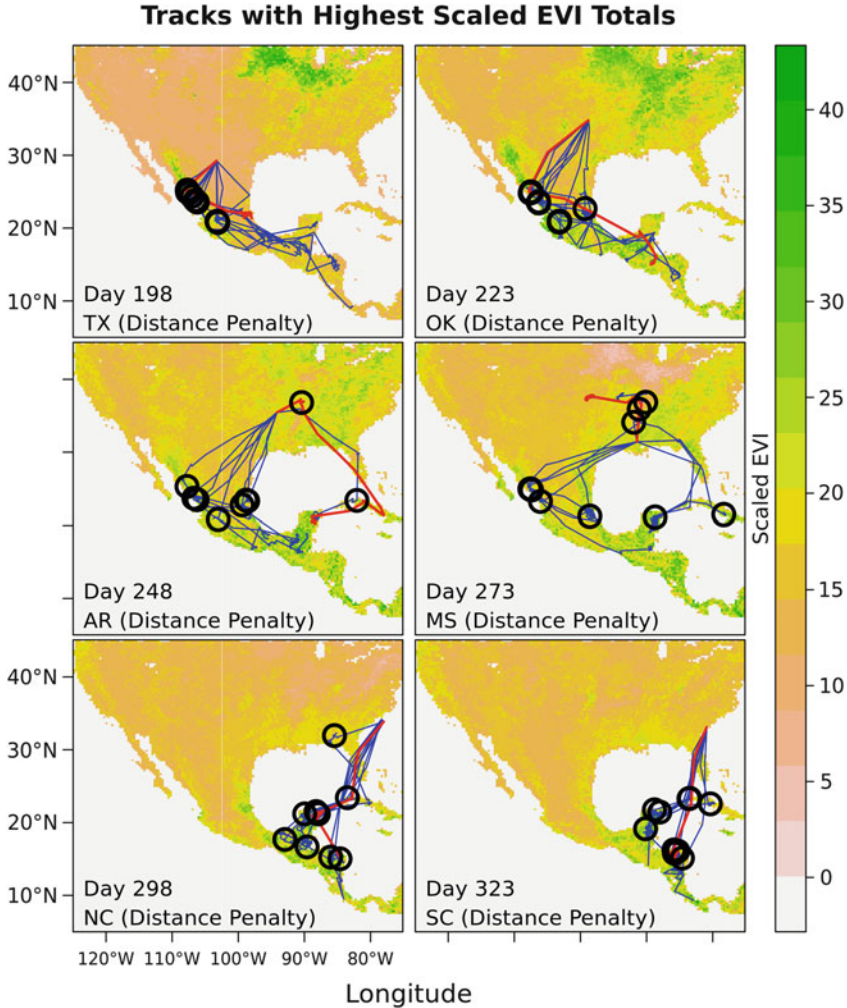 Tracks with Highest Scaled EVI Totals
40°N
30°N
20°N
10°N
Day 198
TX (Distance Penalty)
Day 223
OK (Distance Penalty)
Day 248
AR (Distance Penalty)
Day 273
MS (Distance Penalty)
40°N
30°N
20°N
10°N
Day 298
NC (Distance Penalty)
Day 323
SC (Distance Penalty)
120°W 110°W 100°W 90°W 80°W
Longitude
Scaled EVI
40
35
30
25
20
15
10
5
0